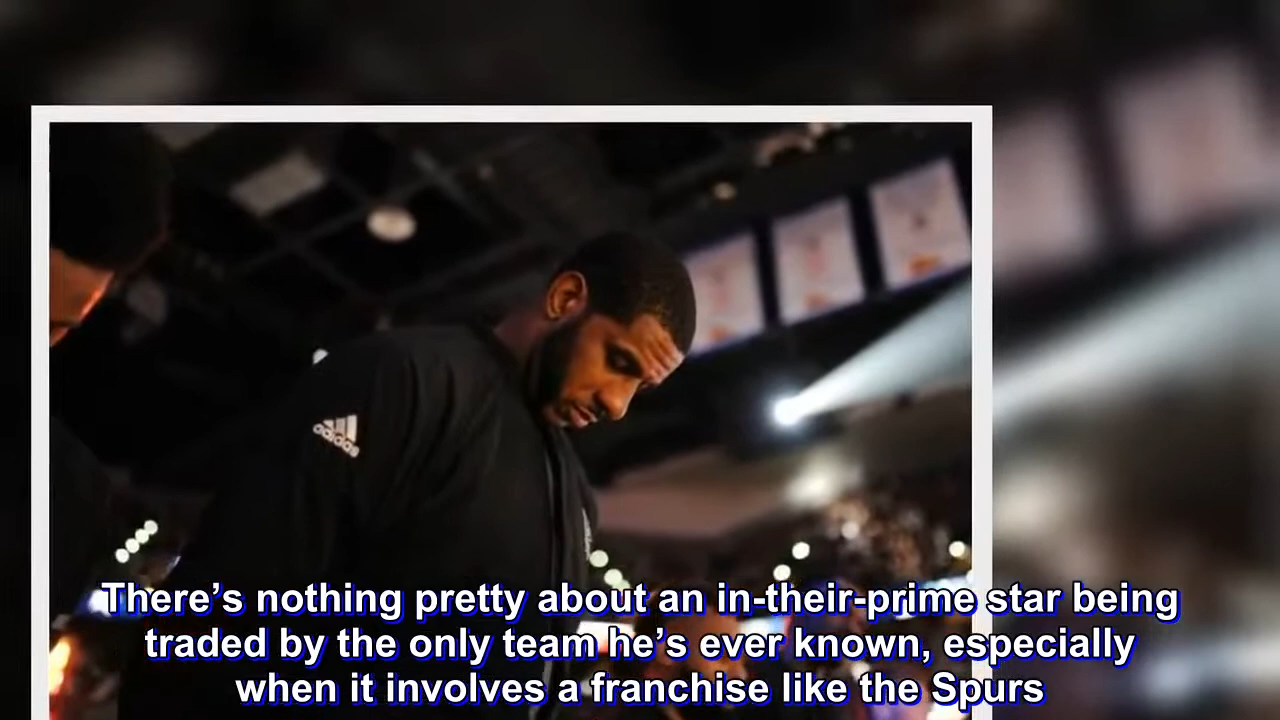 adidas
There’s nothing pretty about an in-their-prime star being
traded by the only team he’s ever known, especially
when it involves a franchise like the Spurs